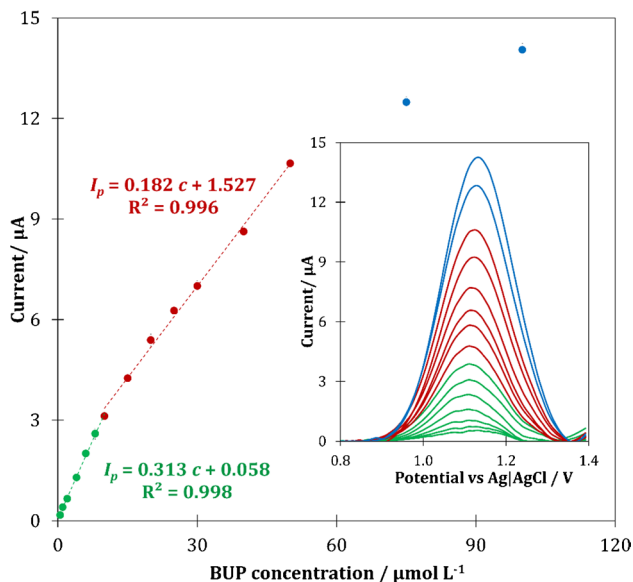 15
12
9
6
3
0
Current/ µA
0
30
60
90
120
BUP concentration / µmol L⁻¹
I_p = 0.182 c + 1.527
R² = 0.996
I_p = 0.313 c + 0.058
R² = 0.998
15
12
9
6
3
0
Current/ µA
0.8
1.0
1.2
1.4
Potential vs Ag|AgCl / V